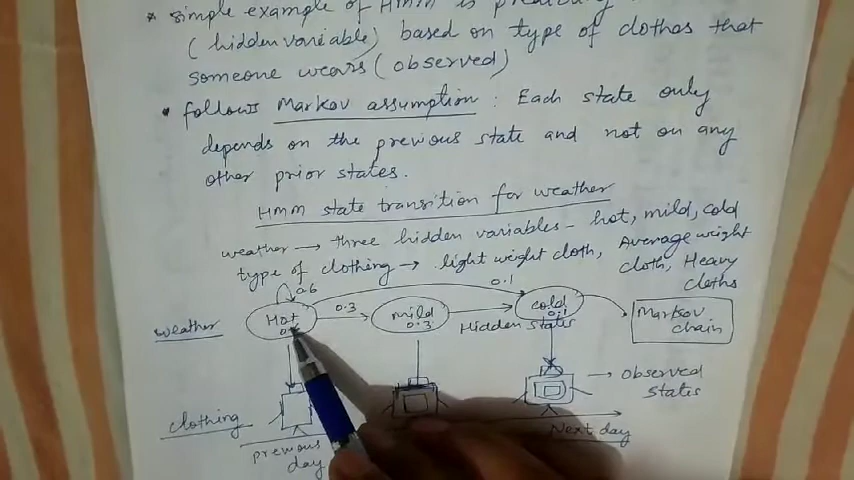 * simple example of HMM is
(hidden variable) based on type of clothes that
someone wears (observed)
• follows Markov assumption : Each state only
depends on the previous state and not on any
other prior states.
HMM state transition for weather
weather → three hidden variables - hot, mild, cold
type of clothing → light weight cloth, Average weight
cloth, Heavy
cloths
0.6
0.1
weather
Hot
0.3
mild
0.3
cold
0.1
Hidden states
Markov
chain
clothing
→ observed
states
previous
day
Next day